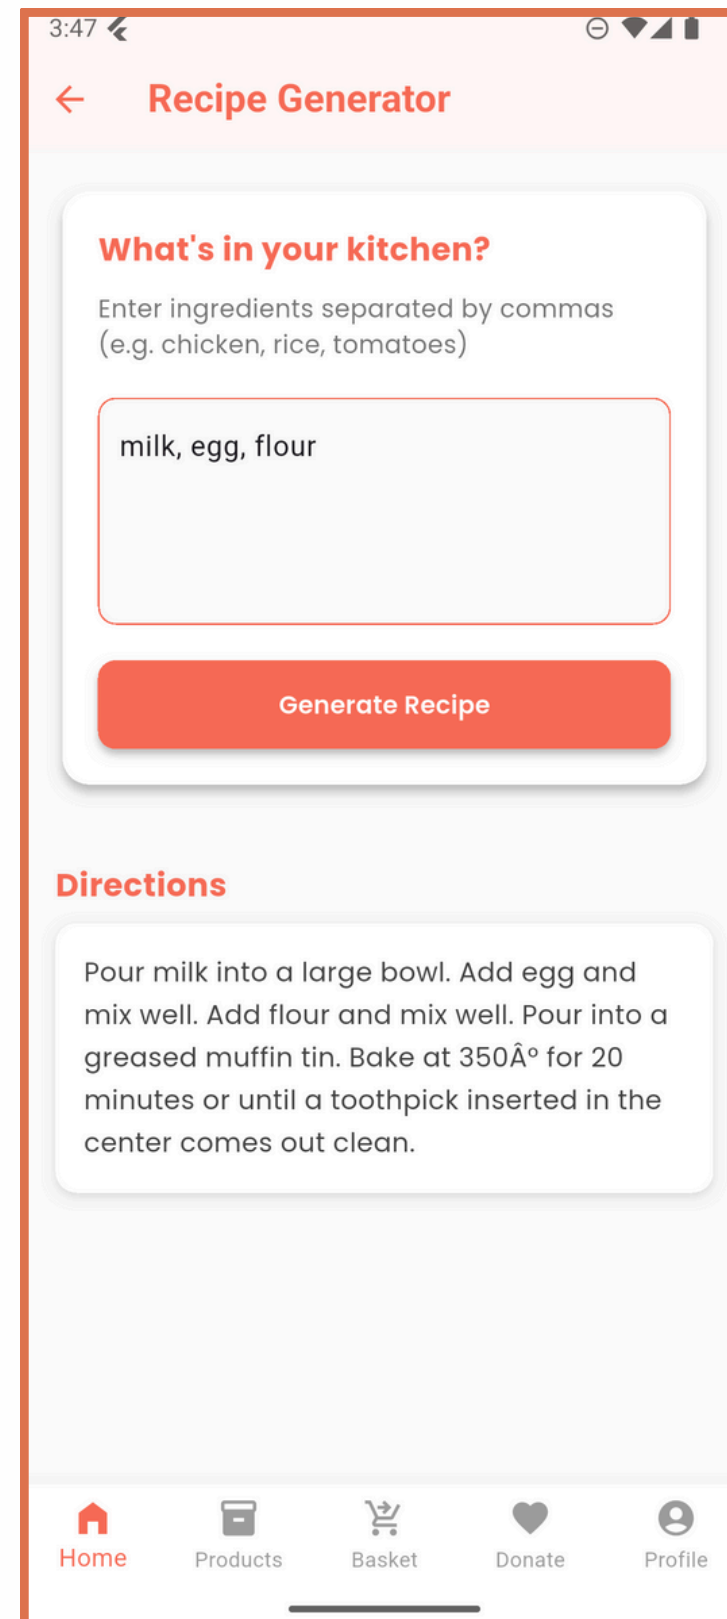 3:47
Recipe Generator
What's in your kitchen?
Enter ingredients separated by commas
(e.g. chicken, rice, tomatoes)
milk, egg, flour
Generate Recipe
Directions
Pour milk into a large bowl. Add egg and
mix well. Add flour and mix well. Pour into a
greased muffin tin. Bake at 350Âº for 20
minutes or until a toothpick inserted in the
center comes out clean.
Home Products Basket Donate Profile